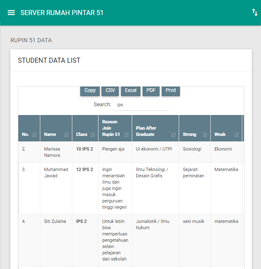 SERVER RUMAH PINTAR 51
RUPIN 51 DATA
STUDENT DATA LIST
Copy CSV Excel PDF Print
Search: ips
No. Nama Class Reason Join Rupin 51 Plan After Graduate Strong Weak
2. Marissa Namora 10 IPS 2 Pengen aja UI ekonomi / UTPI Sosiologi Ekonomi
3. Muhammad Jawad 12 IPS 2 Ingin menambah ilmu dan juga ingin masuk perguruan tinggi negeri Ilmu Teknologi / Desain Grafis Sejarah peminatan Matematika
4. Siti Zulaiha IPS 2 Untuk lebih bisa memperluas pengetahuan selain pelajaran dari sekolah Jurnalistik / Ilmu hukum seni musik matematika